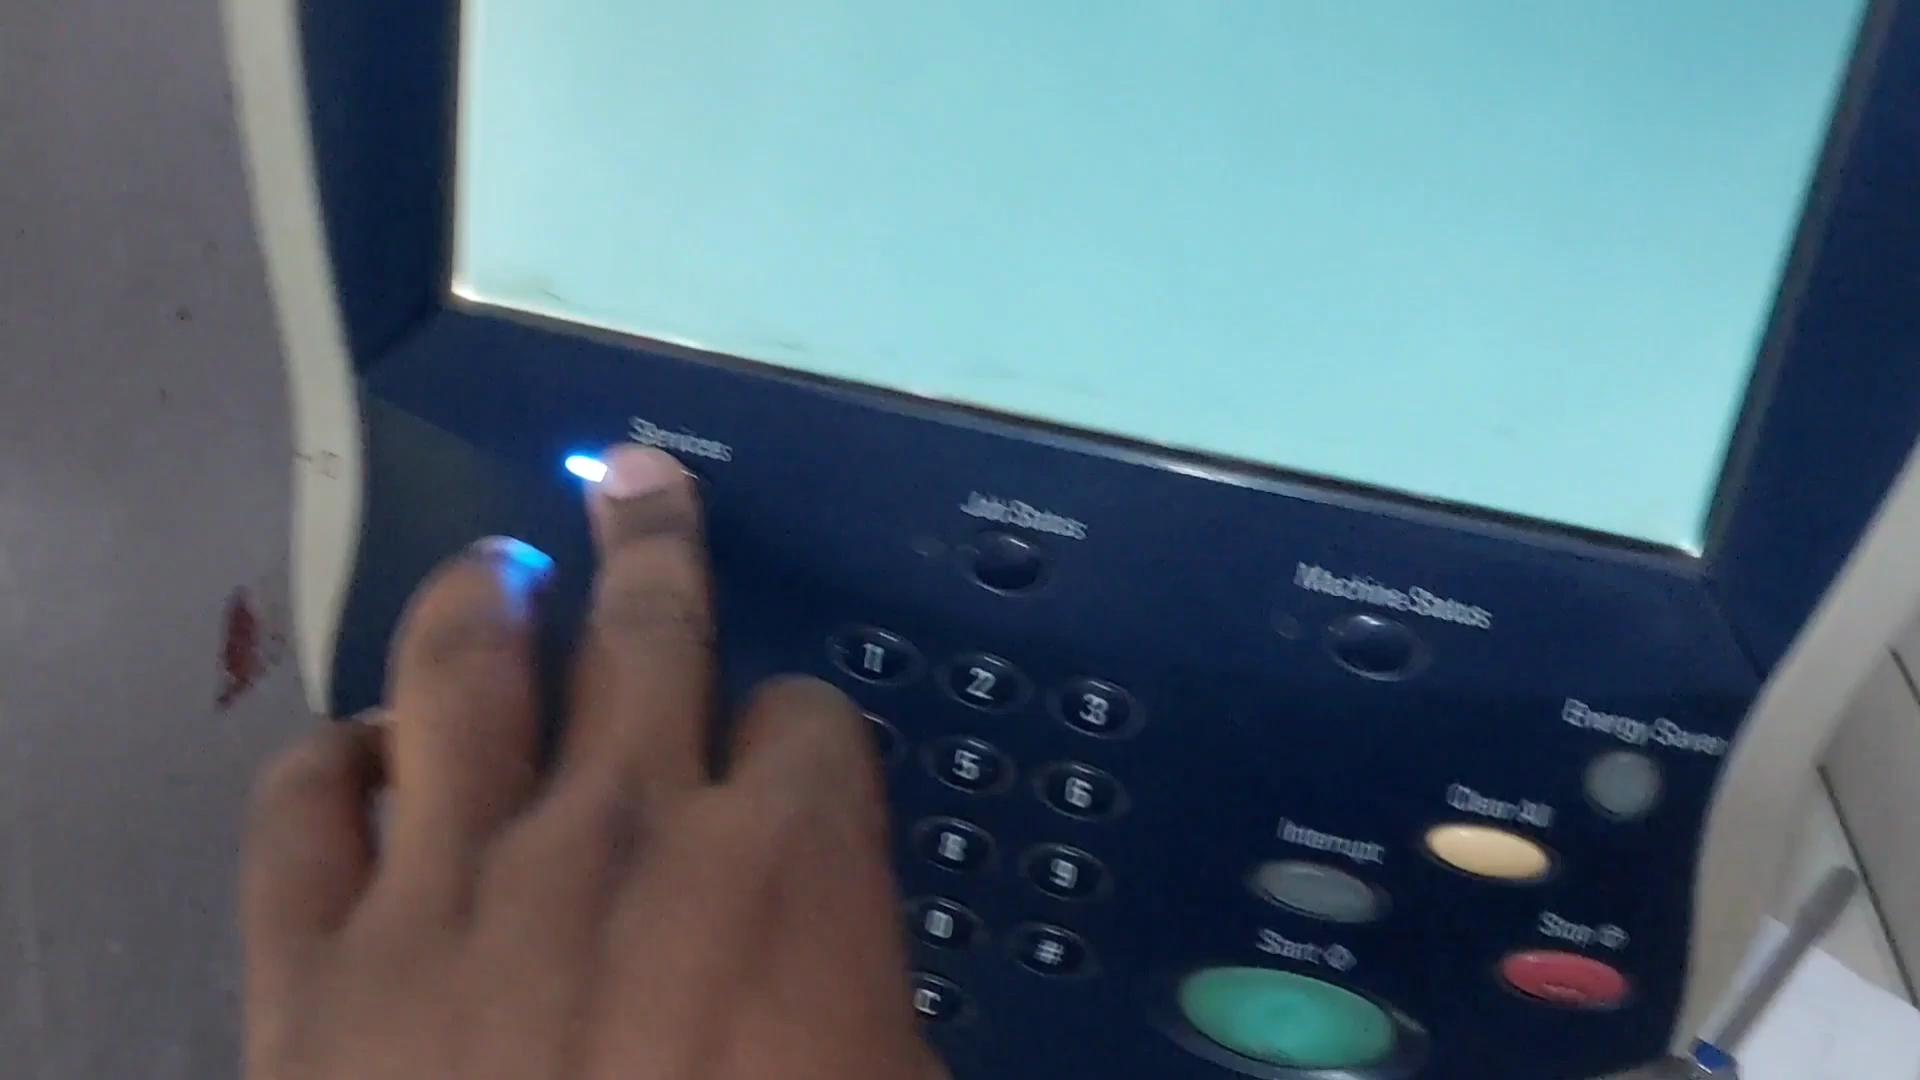 Services
Job Status
Machine Status
1 2 3
Energy Saver
5 6
Clear All
8 9
Interrupt
0 #
Stop
Start
C